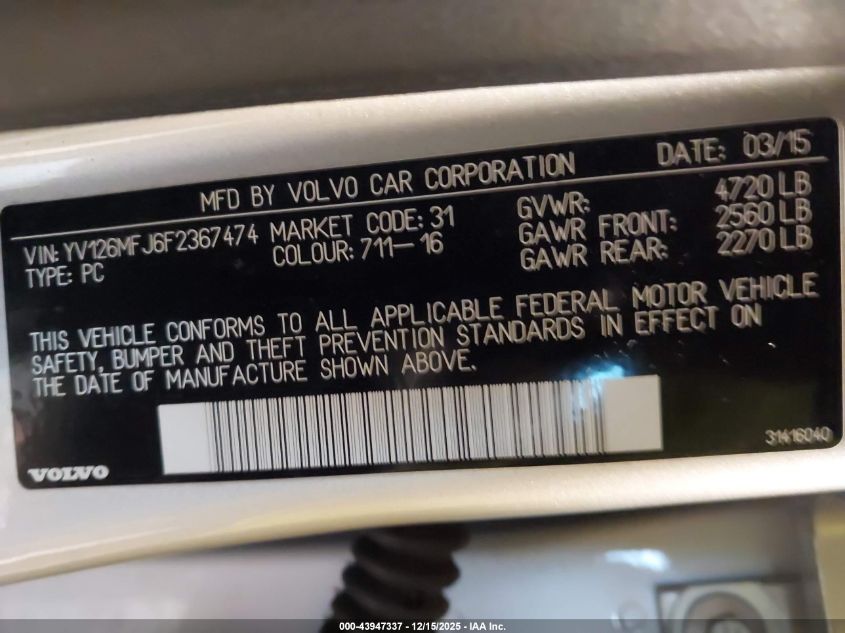 MFD BY VOLVO CAR CORPORATION DATE: 03/15
VIN: YV126MFJ6F2367474 MARKET CODE: 31 GVWR: 4720 LB
TYPE: PC COLOUR: 711-16 GAWR FRONT: 2560 LB
GAWR REAR: 2270 LB
THIS VEHICLE CONFORMS TO ALL APPLICABLE FEDERAL MOTOR VEHICLE
SAFETY, BUMPER AND THEFT PREVENTION STANDARDS IN EFFECT ON
THE DATE OF MANUFACTURE SHOWN ABOVE.
31416040
VOLVO
000-43947337 - 12/15/2025 - IAA Inc.